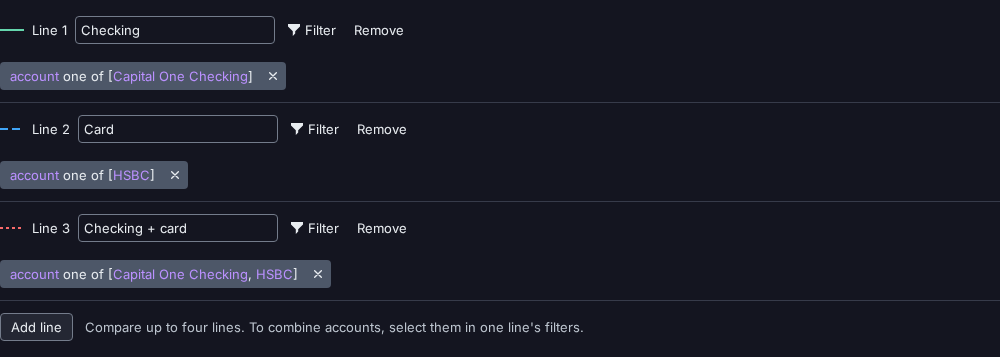 Line 1 Checking Filter Remove
account one of [Capital One Checking] ×
Line 2 Card Filter Remove
account one of [HSBC] ×
Line 3 Checking + card Filter Remove
account one of [Capital One Checking, HSBC] ×
Add line Compare up to four lines. To combine accounts, select them in one line's filters.